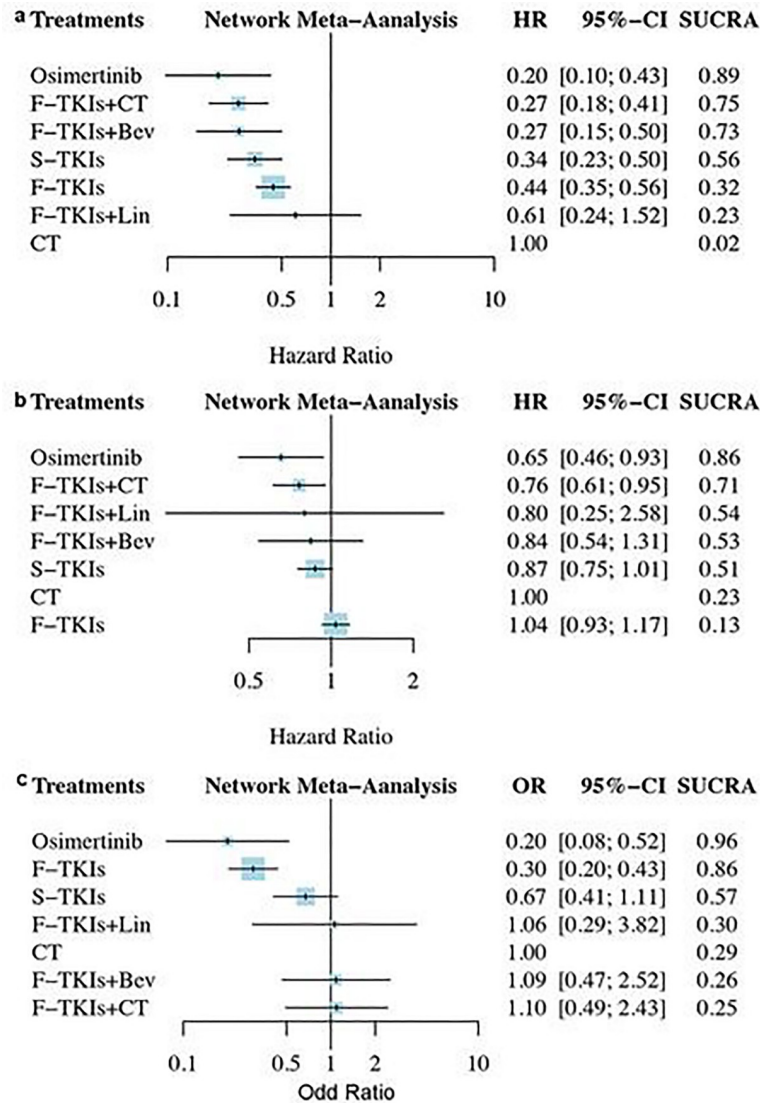 a Treatments Network Meta-Aanalysis HR 95%-CI SUCRA
Osimertinib 0.20 [0.10; 0.43] 0.89
F-TKIs+CT 0.27 [0.18; 0.41] 0.75
F-TKIs+Bev 0.27 [0.15; 0.50] 0.73
S-TKIs 0.34 [0.23; 0.50] 0.56
F-TKIs 0.44 [0.35; 0.56] 0.32
F-TKIs+Lin 0.61 [0.24; 1.52] 0.23
CT 1.00 0.02
0.1 0.5 1 2 10
Hazard Ratio
b Treatments Network Meta-Aanalysis HR 95%-CI SUCRA
Osimertinib 0.65 [0.46; 0.93] 0.86
F-TKIs+CT 0.76 [0.61; 0.95] 0.71
F-TKIs+Lin 0.80 [0.25; 2.58] 0.54
F-TKIs+Bev 0.84 [0.54; 1.31] 0.53
S-TKIs 0.87 [0.75; 1.01] 0.51
CT 1.00 0.23
F-TKIs 1.04 [0.93; 1.17] 0.13
0.5 1 2
Hazard Ratio
c Treatments Network Meta-Aanalysis OR 95%-CI SUCRA
Osimertinib 0.20 [0.08; 0.52] 0.96
F-TKIs 0.30 [0.20; 0.43] 0.86
S-TKIs 0.67 [0.41; 1.11] 0.57
F-TKIs+Lin 1.06 [0.29; 3.82] 0.30
CT 1.00 0.29
F-TKIs+Bev 1.09 [0.47; 2.52] 0.26
F-TKIs+CT 1.10 [0.49; 2.43] 0.25
0.1 0.5 1 2 10
Odd Ratio